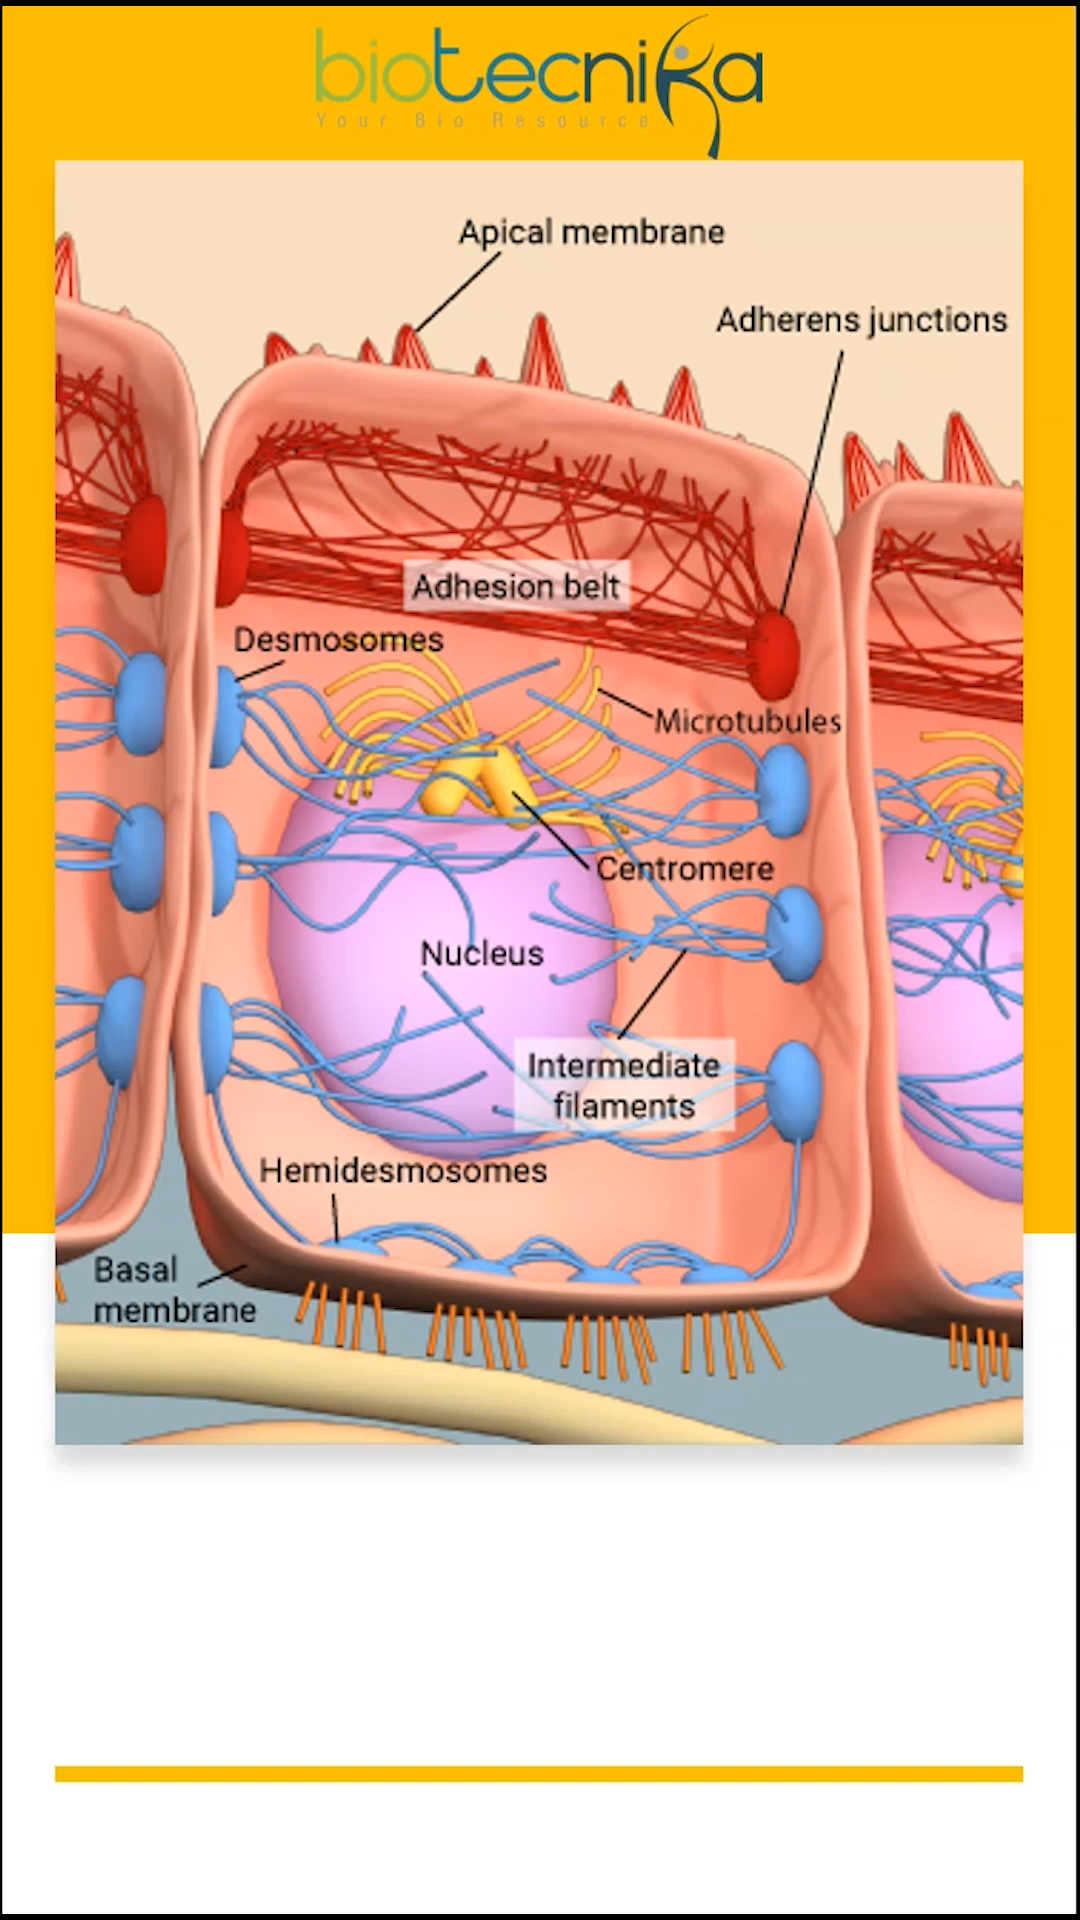 biotecnika
Your Bio Resource
Apical membrane
Adherens junctions
Adhesion belt
Desmosomes
Microtubules
Centromere
Nucleus
Intermediate
filaments
Hemidesmosomes
Basal
membrane